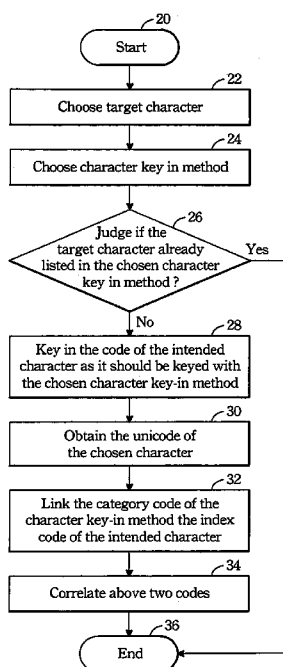 20
Start
22
Choose target character
24
Choose character key in method
26
Judge if the
target character already
listed in the chosen character
key in method ?
Yes
No
28
Key in the code of the intended
character as it should be keyed with
the chosen character key-in method
30
Obtain the unicode of
the chosen character
32
Link the category code of the
character key-in method the index
code of the intended character
34
Correlate above two codes
36
End